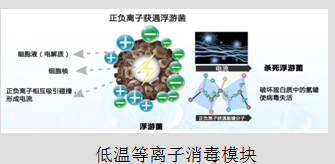 正负离子获遇浮游菌
细胞液（电解质）
细胞核
正负离子相互吸引碰撞，
形成电流
浮游菌
电流
杀死浮游菌
破坏蛋白质中的氢键
使病毒失活
低温等离子消毒模块